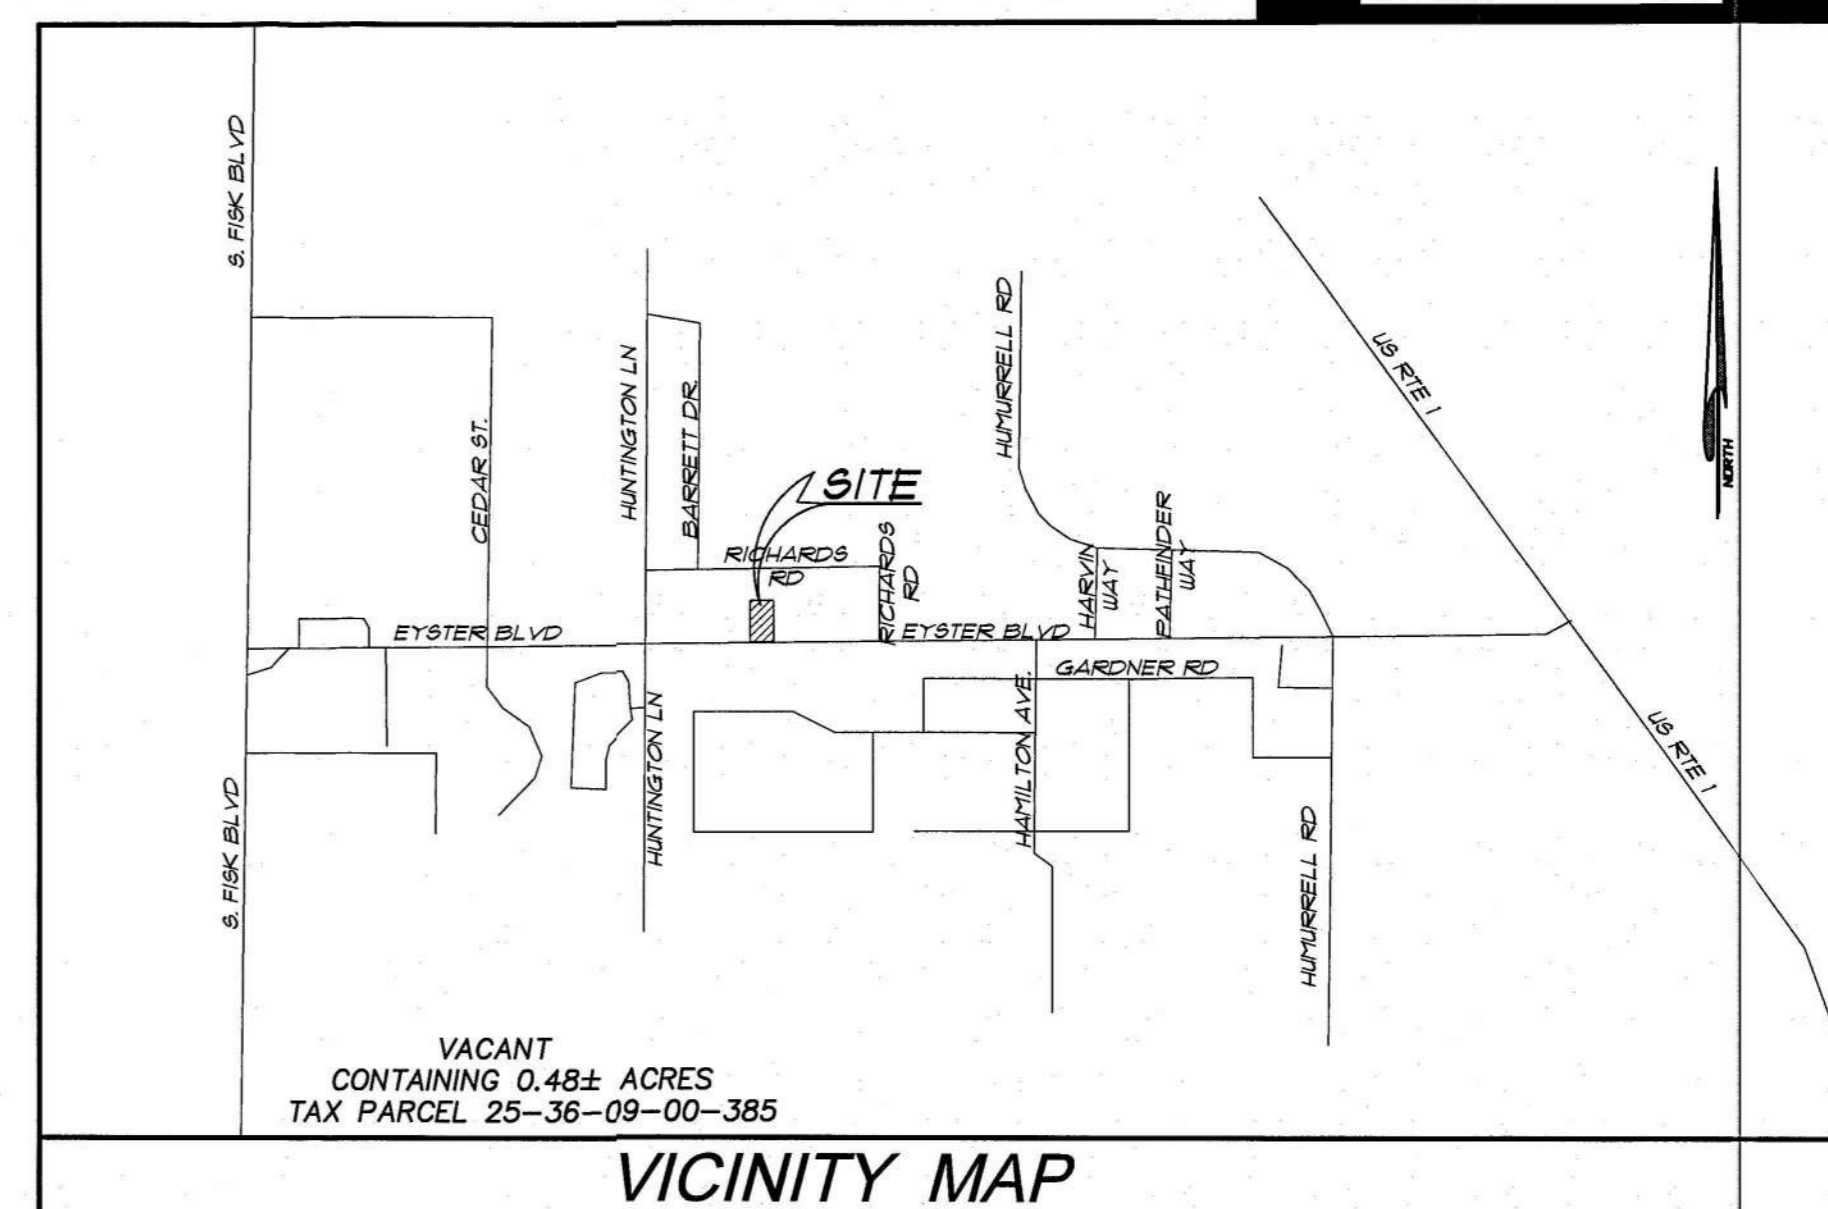 S. FISK BLVD
HUMURRELL RD
US RTE 1
HUNTINGTON LN
BARRETT DR.
CEDAR ST.
SITE
NORTH
RICHARDS
RD
RICHARDS
RD
HARVIN
WAY
PATHFINDER
WAY
EYSTER BLVD
EYSTER BLVD
GARDNER RD
HUNTINGTON LN
HAMILTON AVE.
US RTE 1
S. FISK BLVD
HUMURRELL RD
VACANT
CONTAINING 0.48± ACRES
TAX PARCEL 25-36-09-00-385
VICINITY MAP